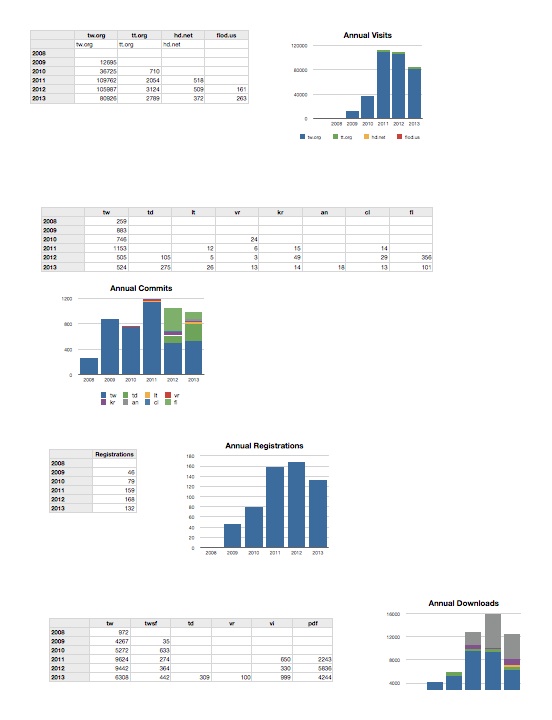 tw.org tt.org hd.net flod.us
tw.org tt.org hd.net
2008
2009 12695
2010 36725 710
2011 109762 2054 518
2012 105987 3124 509 161
2013 80926 2789 372 263
Annual Visits
120000
80000
40000
0
2008 2009 2010 2011 2012 2013
tw.org tt.org hd.net flod.us
tw td lt vr kr an cl fl
2008 259
2009 883
2010 746 24
2011 1153 12 6 15 14
2012 505 105 5 3 49 29 356
2013 524 275 26 13 14 18 13 101
Annual Commits
1200
800
400
0
2008 2009 2010 2011 2012 2013
tw td lt vr
kr an cl fl
Registrations
2008
2009 46
2010 79
2011 159
2012 168
2013 132
Annual Registrations
180
160
140
120
100
80
60
40
20
0
2008 2009 2010 2011 2012 2013
tw twsf td vr vi pdf
2008 972
2009 4267 35
2010 5272 633
2011 9624 274 650 2243
2012 9442 364 330 5836
2013 6308 442 309 100 999 4244
Annual Downloads
16000
12000
8000
4000